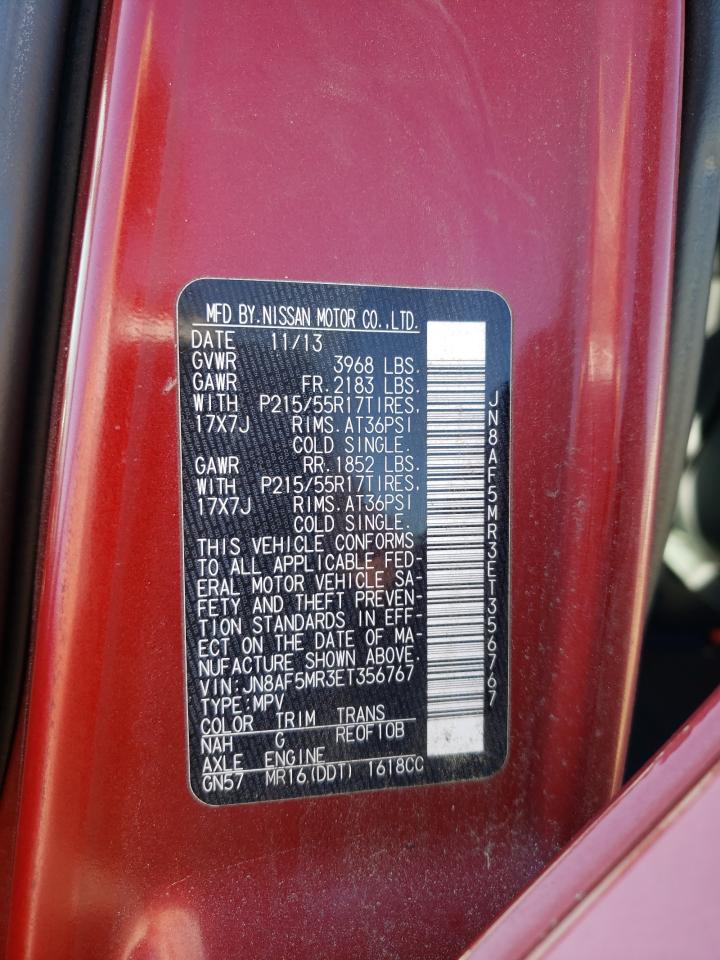 MFD BY.NISSAN MOTOR CO.,LTD.
DATE 11/13
GVWR 3968 LBS.
GAWR FR.2183 LBS.
WITH P215/55R17TIRES,
17X7J RIMS.AT36PSI
COLD SINGLE.
GAWR RR.1852 LBS.
WITH P215/55R17TIRES,
17X7J RIMS.AT36PSI
COLD SINGLE.
THIS VEHICLE CONFORMS
TO ALL APPLICABLE FED-
ERAL MOTOR VEHICLE SA-
FETY AND THEFT PREVEN-
TION STANDARDS IN EFF-
ECT ON THE DATE OF MA-
NUFACTURE SHOWN ABOVE.
VIN:JN8AF5MR3ET356767
TYPE:MPV
COLOR TRIM TRANS
NAH G RE0F10B
AXLE ENGINE
GN57 MR16(DDT) 1618CC
JN8AF5MR3ET356767